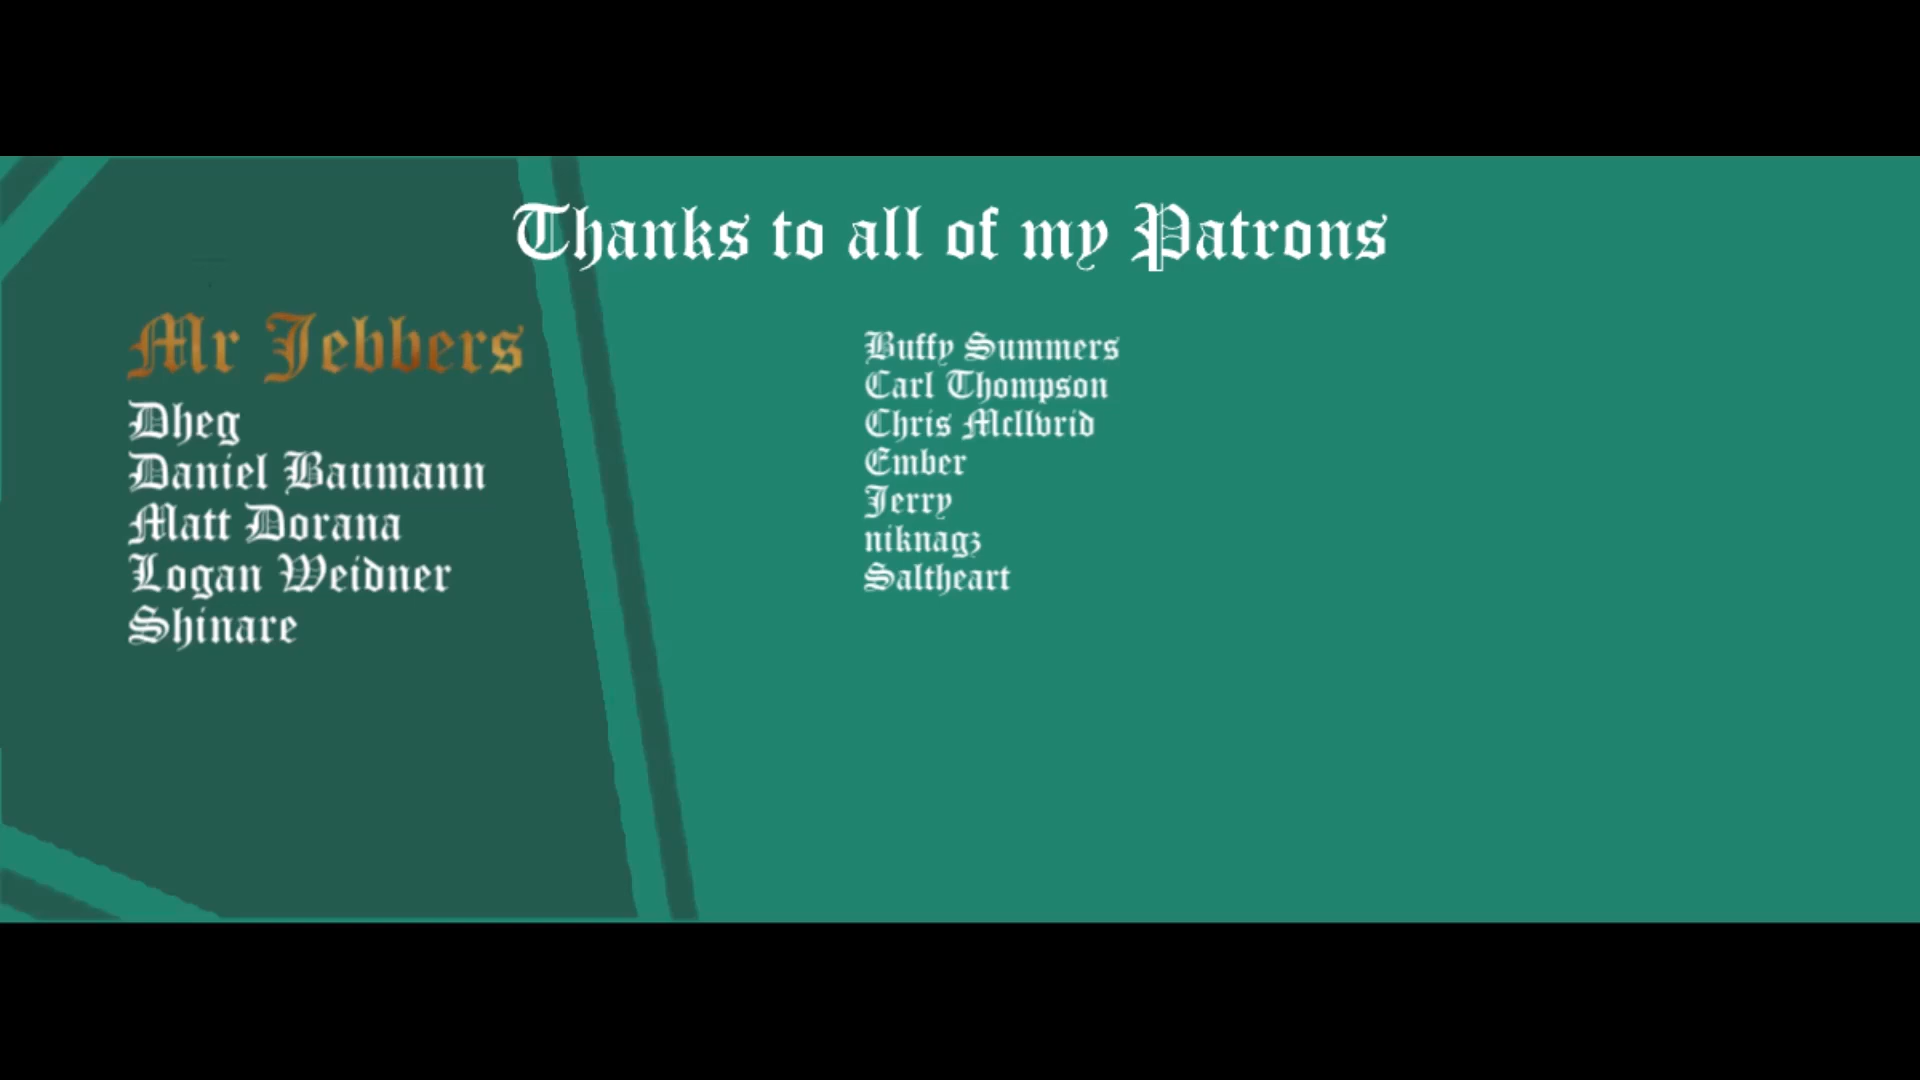 Thanks to all of my Patrons
Mr Jebbers
Dheg
Daniel Baumann
Matt Dorana
Logan Weidner
Shinare
Buffy Summers
Carl Thompson
Chris McIlvrid
Ember
Jerry
niknagz
Saltheart